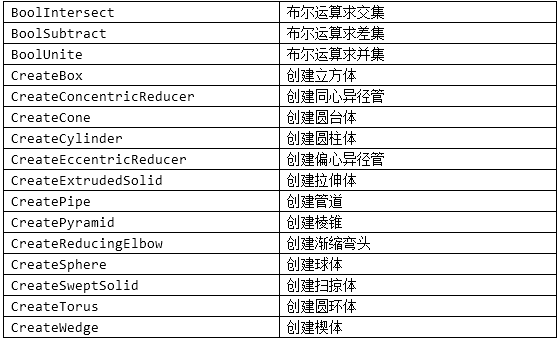 BoolIntersect 布尔运算求交集
BoolSubtract 布尔运算求差集
BoolUnite 布尔运算求并集
CreateBox 创建立方体
CreateConcentricReducer 创建同心异径管
CreateCone 创建圆台体
CreateCylinder 创建圆柱体
CreateEccentricReducer 创建偏心异径管
CreateExtrudedSolid 创建拉伸体
CreatePipe 创建管道
CreatePyramid 创建棱锥
CreateReducingElbow 创建渐缩弯头
CreateSphere 创建球体
CreateSweptSolid 创建扫掠体
CreateTorus 创建圆环体
CreateWedge 创建楔体